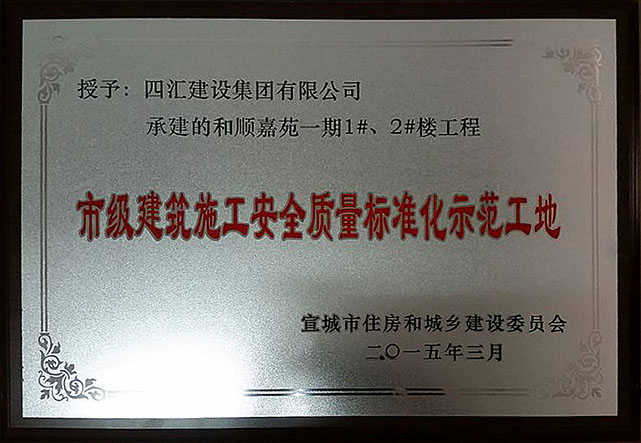 授予：四汇建设集团有限公司
承建的和顺嘉苑一期1#、2#楼工程
市级建筑施工安全质量标准化示范工地
宣城市住房和城乡建设委员会
二〇一五年三月